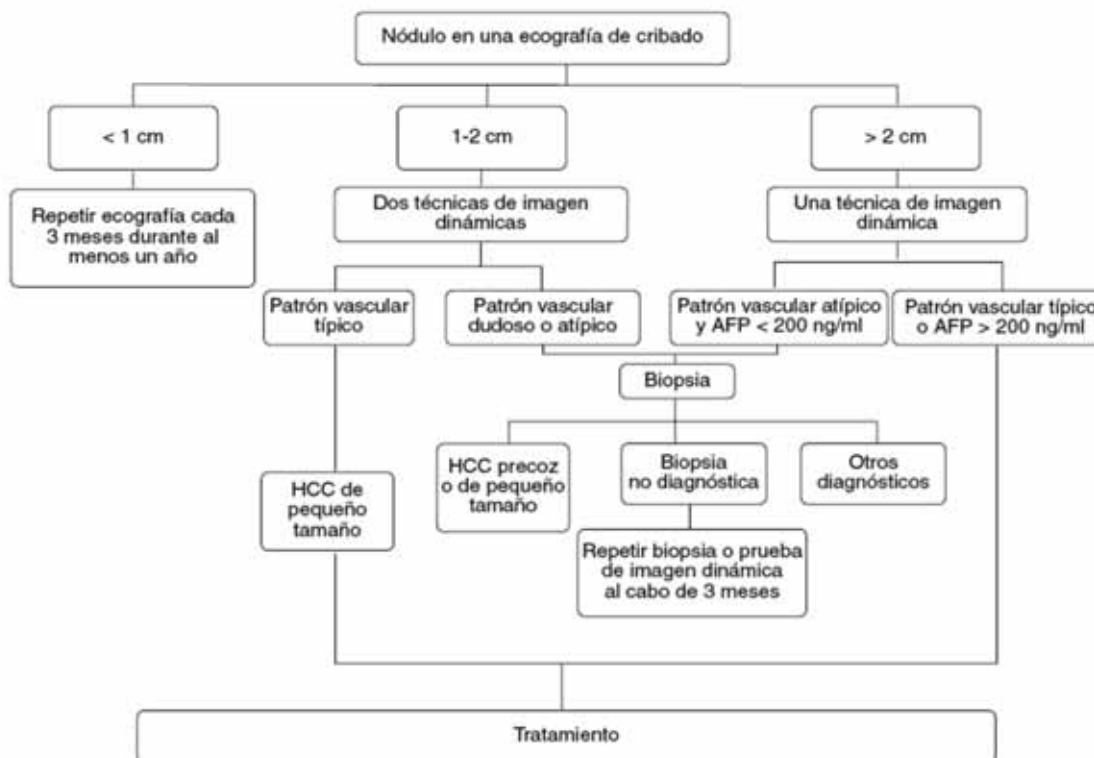 Nódulo en una ecografía de cribado
< 1 cm
1-2 cm
> 2 cm
Repetir ecografía cada
3 meses durante al
menos un año
Dos técnicas de imagen
dinámicas
Una técnica de imagen
dinámica
Patrón vascular
típico
Patrón vascular
dudoso o atípico
Patrón vascular atípico
y AFP < 200 ng/ml
Patrón vascular típico
o AFP > 200 ng/ml
Biopsia
HCC de
pequeño
tamaño
HCC precoz
o de pequeño
tamaño
Biopsia
no diagnóstica
Otros
diagnósticos
Repetir biopsia o prueba
de imagen dinámica
al cabo de 3 meses
Tratamiento